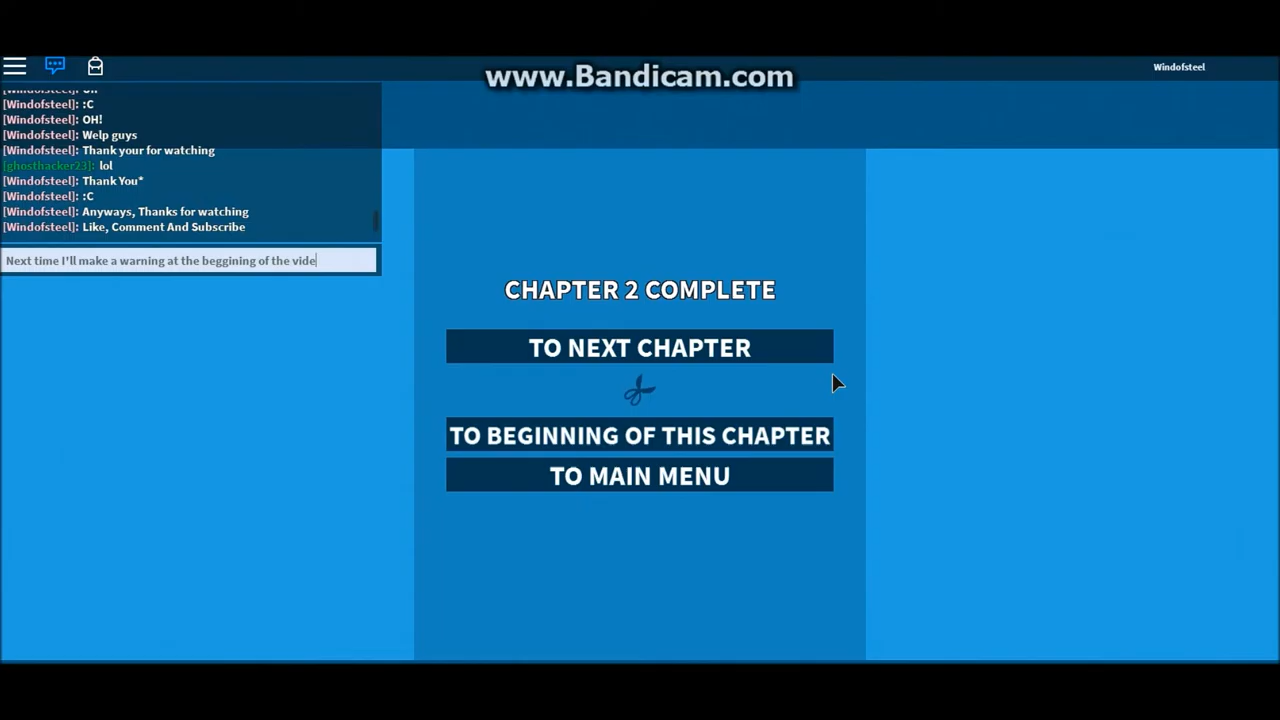 www.Bandicam.com
Windofsteel
[Windofsteel]: :C
[Windofsteel]: OH!
[Windofsteel]: Welp guys
[Windofsteel]: Thank your for watching
[ghosthacker23]: lol
[Windofsteel]: Thank You*
[Windofsteel]: :C
[Windofsteel]: Anyways, Thanks for watching
[Windofsteel]: Like, Comment And Subscribe
Next time I'll make a warning at the beggining of the vide
CHAPTER 2 COMPLETE
TO NEXT CHAPTER
TO BEGINNING OF THIS CHAPTER
TO MAIN MENU